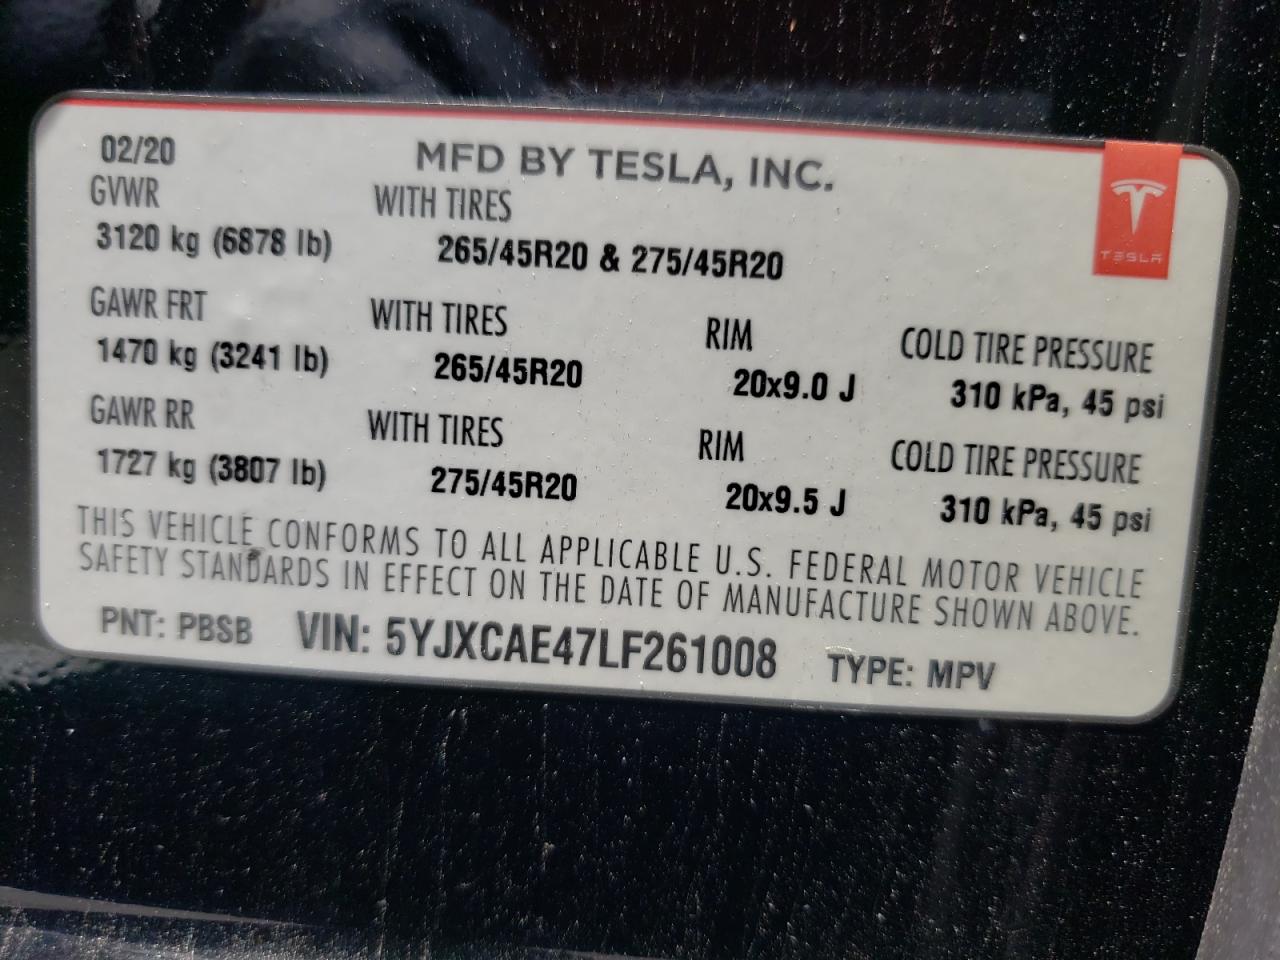 02/20 MFD BY TESLA, INC.
GVWR WITH TIRES
3120 kg (6878 lb) 265/45R20 & 275/45R20
TESLA
GAWR FRT WITH TIRES RIM COLD TIRE PRESSURE
1470 kg (3241 lb) 265/45R20 20x9.0 J 310 kPa, 45 psi
GAWR RR WITH TIRES RIM COLD TIRE PRESSURE
1727 kg (3807 lb) 275/45R20 20x9.5 J 310 kPa, 45 psi
THIS VEHICLE CONFORMS TO ALL APPLICABLE U.S. FEDERAL MOTOR VEHICLE
SAFETY STANDARDS IN EFFECT ON THE DATE OF MANUFACTURE SHOWN ABOVE.
PNT: PBSB VIN: 5YJXCAE47LF261008 TYPE: MPV